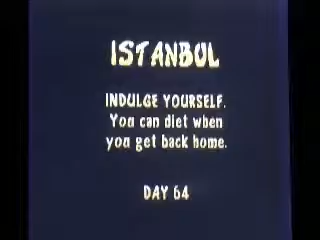 ISTANBUL
INDULGE YOURSELF.
You can diet when
you get back home.
DAY 64